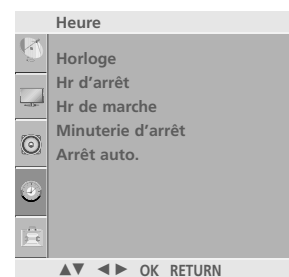 Heure
Horloge
Hr d'arrêt
Hr de marche
Minuterie d'arrêt
Arrêt auto.
▲▼ ◄► OK RETURN